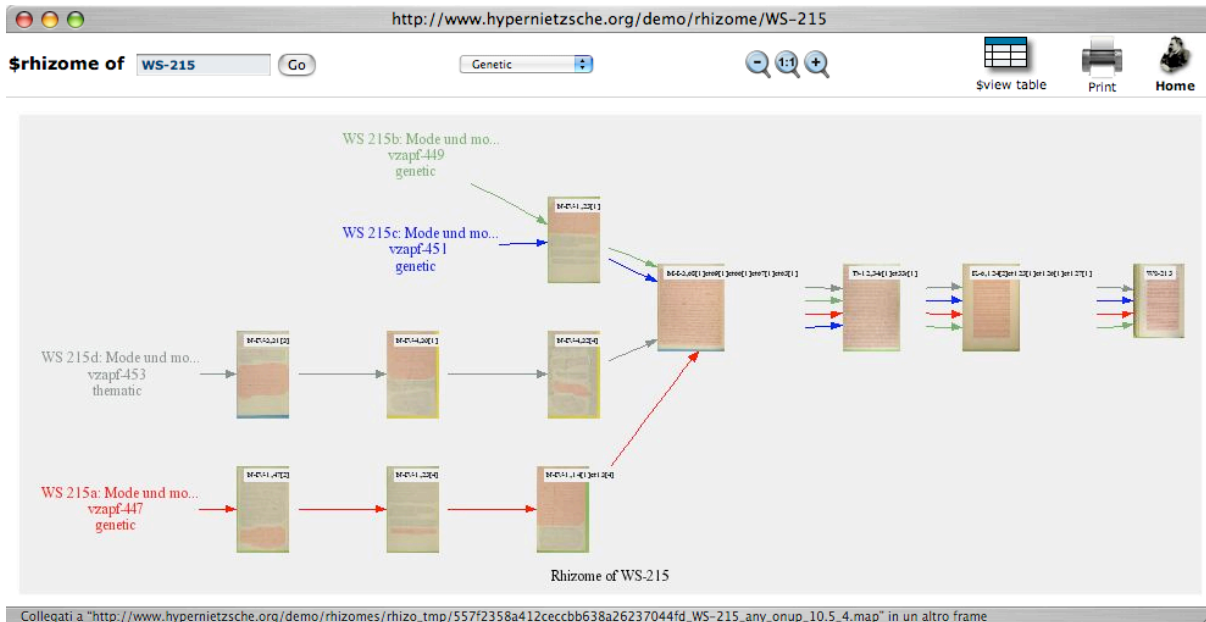 http://www.hypernietzsche.org/demo/rhizome/WS-215
$rhizome of WS-215 Go Genetic - 1:1 + $view table Print Home
WS 215b: Mode und mo...
vzapf-449
genetic
WS 215c: Mode und mo...
vzapf-451
genetic
WS 215d: Mode und mo...
vzapf-453
thematic
WS 215a: Mode und mo...
vzapf-447
genetic
Rhizome of WS-215
Collegati a "http://www.hypernietzsche.org/demo/rhizomes/rhizo_tmp/557f2358a412ceccbb638a26237044fd_WS-215_any_onup_10.5_4.map" in un altro frame